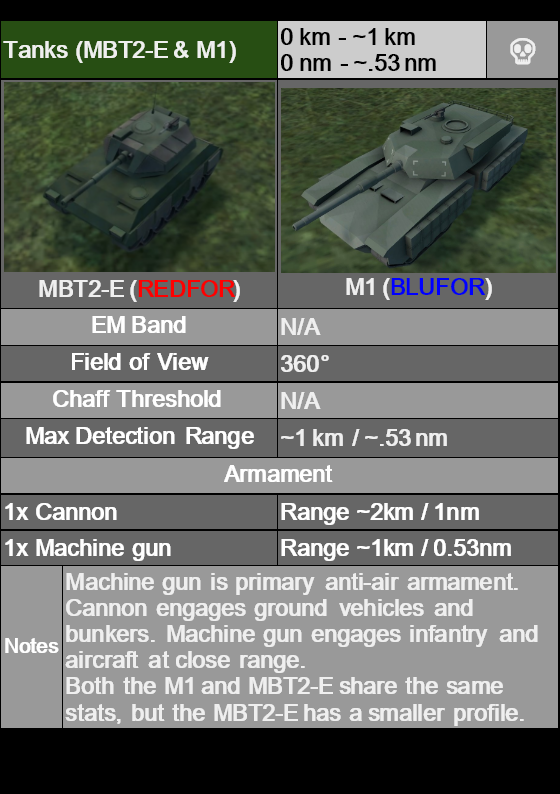 Tanks (MBT2-E & M1)
0 km - ~1 km
0 nm - ~.53 nm
MBT2-E (REDFOR)
M1 (BLUFOR)
EM Band
N/A
Field of View
360°
Chaff Threshold
N/A
Max Detection Range
~1 km / ~.53 nm
Armament
1x Cannon
Range ~2km / 1nm
1x Machine gun
Range ~1km / 0.53nm
Notes
Machine gun is primary anti-air armament.
Cannon engages ground vehicles and
bunkers. Machine gun engages infantry and
aircraft at close range.
Both the M1 and MBT2-E share the same
stats, but the MBT2-E has a smaller profile.